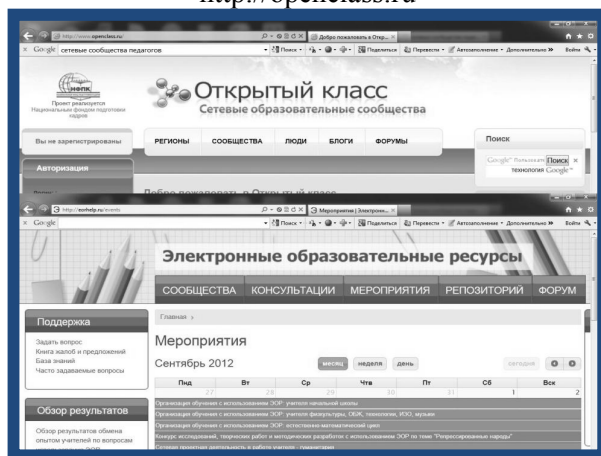 http://openclass.ru
http://www.openclass.ru/
Добро пожаловать в Откр...
Google сетевые сообщества педагогов
Поиск
Поделиться
Перевести
Автозаполнение
Дополнительно »
Войти
НФПК
Проект реализуется
Национальным фондом подготовки
кадров
Открытый класс
Сетевые образовательные сообщества
Вы не зарегистрированы
РЕГИОНЫ СООБЩЕСТВА ЛЮДИ БЛОГИ ФОРУМЫ
Поиск
Поиск
технология Google™
Авторизация
Добро пожаловать в Открытый класс
http://eorhelp.ru/events
Мероприятия | Электронн...
Google
Поиск
Поделиться
Перевести
Автозаполнение
Дополнительно »
Войти
Электронные образовательные ресурсы
СООБЩЕСТВА КОНСУЛЬТАЦИИ МЕРОПРИЯТИЯ РЕПОЗИТОРИЙ ФОРУМ
Поддержка
Задать вопрос
Книга жалоб и предложений
База знаний
Часто задаваемые вопросы
Обзор результатов
Обзор результатов обмена
опытом учителей по вопросам
использования ЭОР
Главная ›
Мероприятия
Сентябрь 2012
месяц неделя день
сегодня
Пнд Вт Ср Чтв Пт Сб Вск
27 28 29 30 31 1 2
Организация обучения с использованием ЭОР: учителя начальной школы
Организация обучения с использованием ЭОР: учителя физкультуры, ОБЖ, технологии, ИЗО, музыки
Организация обучения с использованием ЭОР: естественно-математический цикл
Конкурс исследований, творческих работ и методических разработок с использованием ЭОР по теме "Репрессированные народы"
Сетевая проектная деятельность в работе учителя - гуманитария